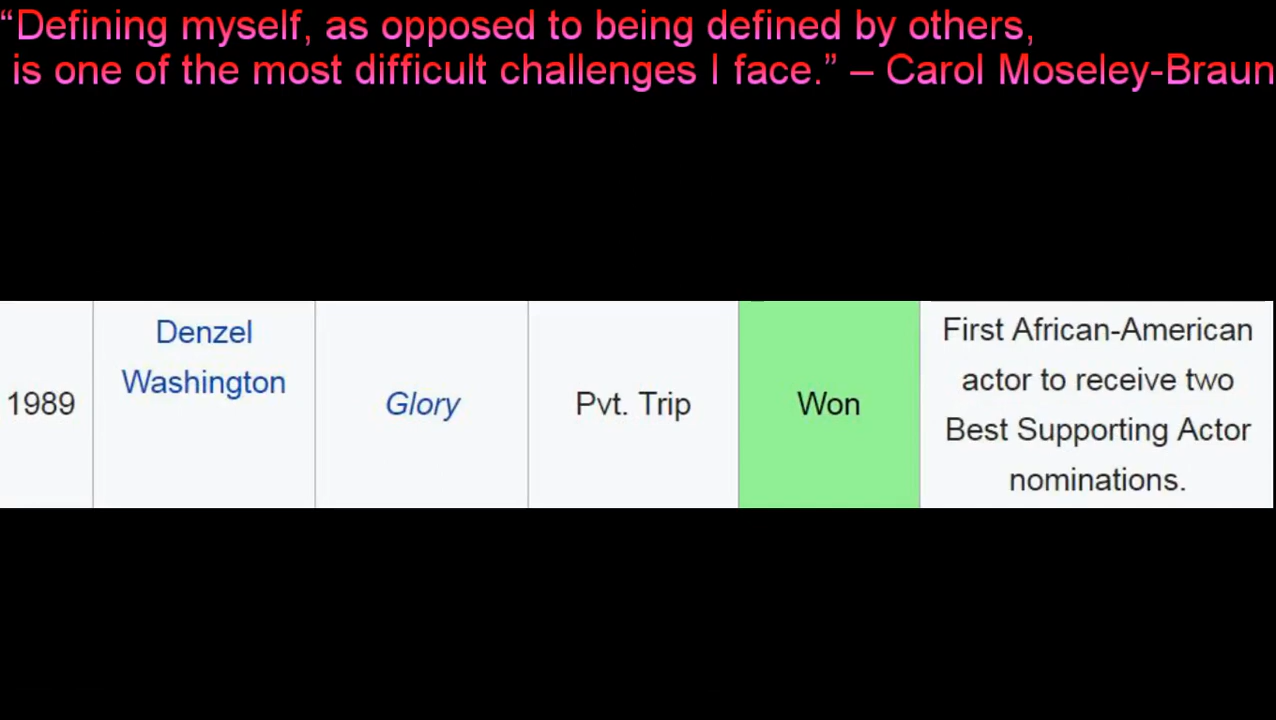 “Defining myself, as opposed to being defined by others,
is one of the most difficult challenges I face.” – Carol Moseley-Braun
1989
Denzel
Washington
Glory
Pvt. Trip
Won
First African-American
actor to receive two
Best Supporting Actor
nominations.